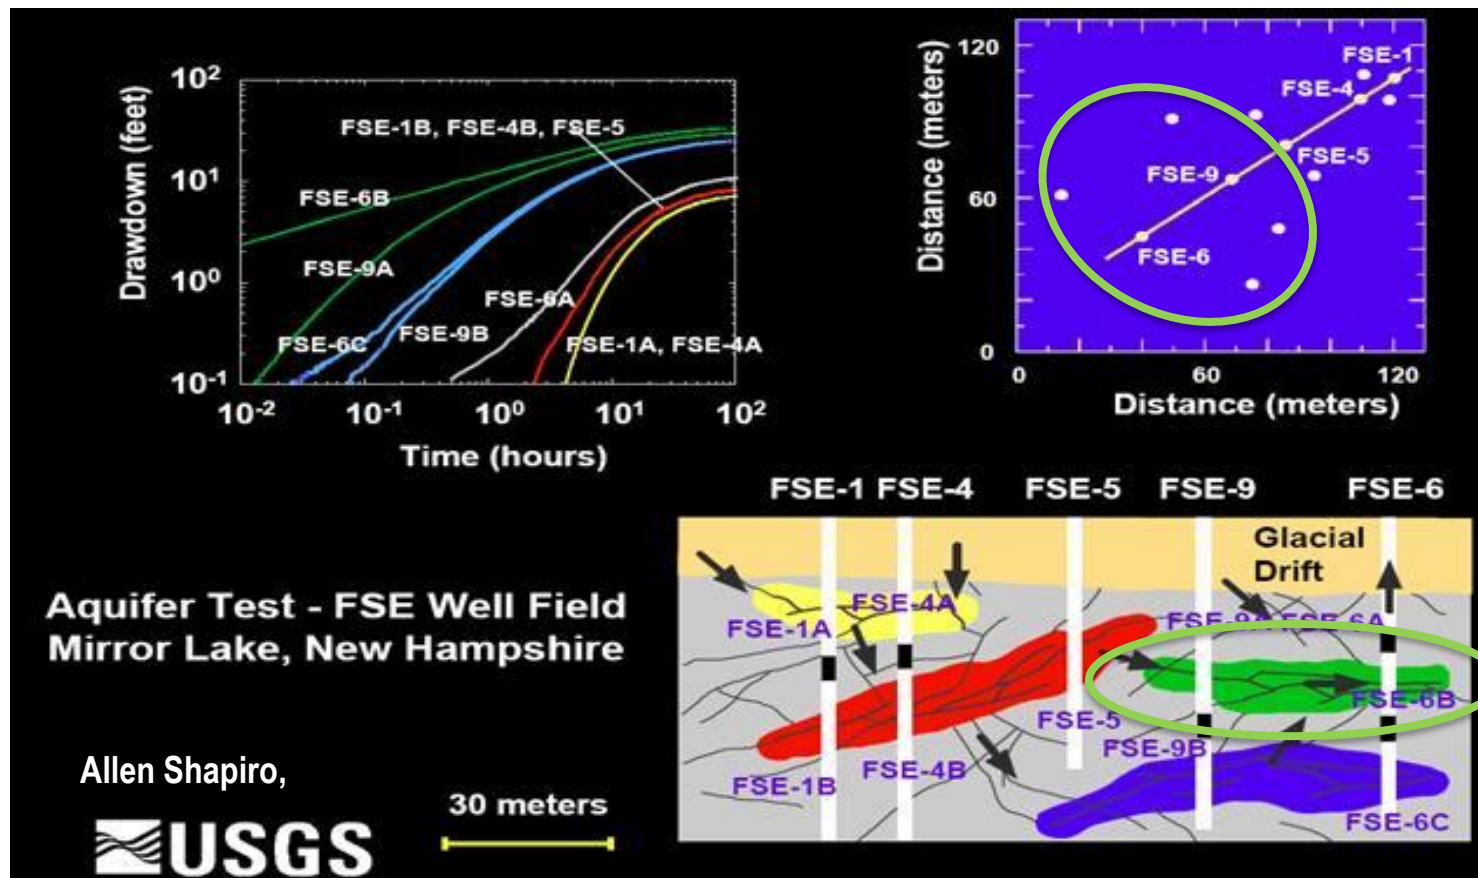 10²
10¹
10⁰
10⁻¹
Drawdown (feet)
FSE-1B, FSE-4B, FSE-5
FSE-6B
FSE-9A
FSE-6A
FSE-9B
FSE-6C
FSE-1A, FSE-4A
10⁻² 10⁻¹ 10⁰ 10¹ 10²
Time (hours)
120
60
0
Distance (meters)
FSE-1
FSE-4
FSE-5
FSE-9
FSE-6
0 60 120
Distance (meters)
Aquifer Test - FSE Well Field
Mirror Lake, New Hampshire
Allen Shapiro,
USGS
30 meters
FSE-1 FSE-4 FSE-5 FSE-9 FSE-6
Glacial
Drift
FSE-4A
FSE-1A
FSE-9A FSE-6A
FSE-6B
FSE-5
FSE-9B
FSE-4B
FSE-1B
FSE-6C